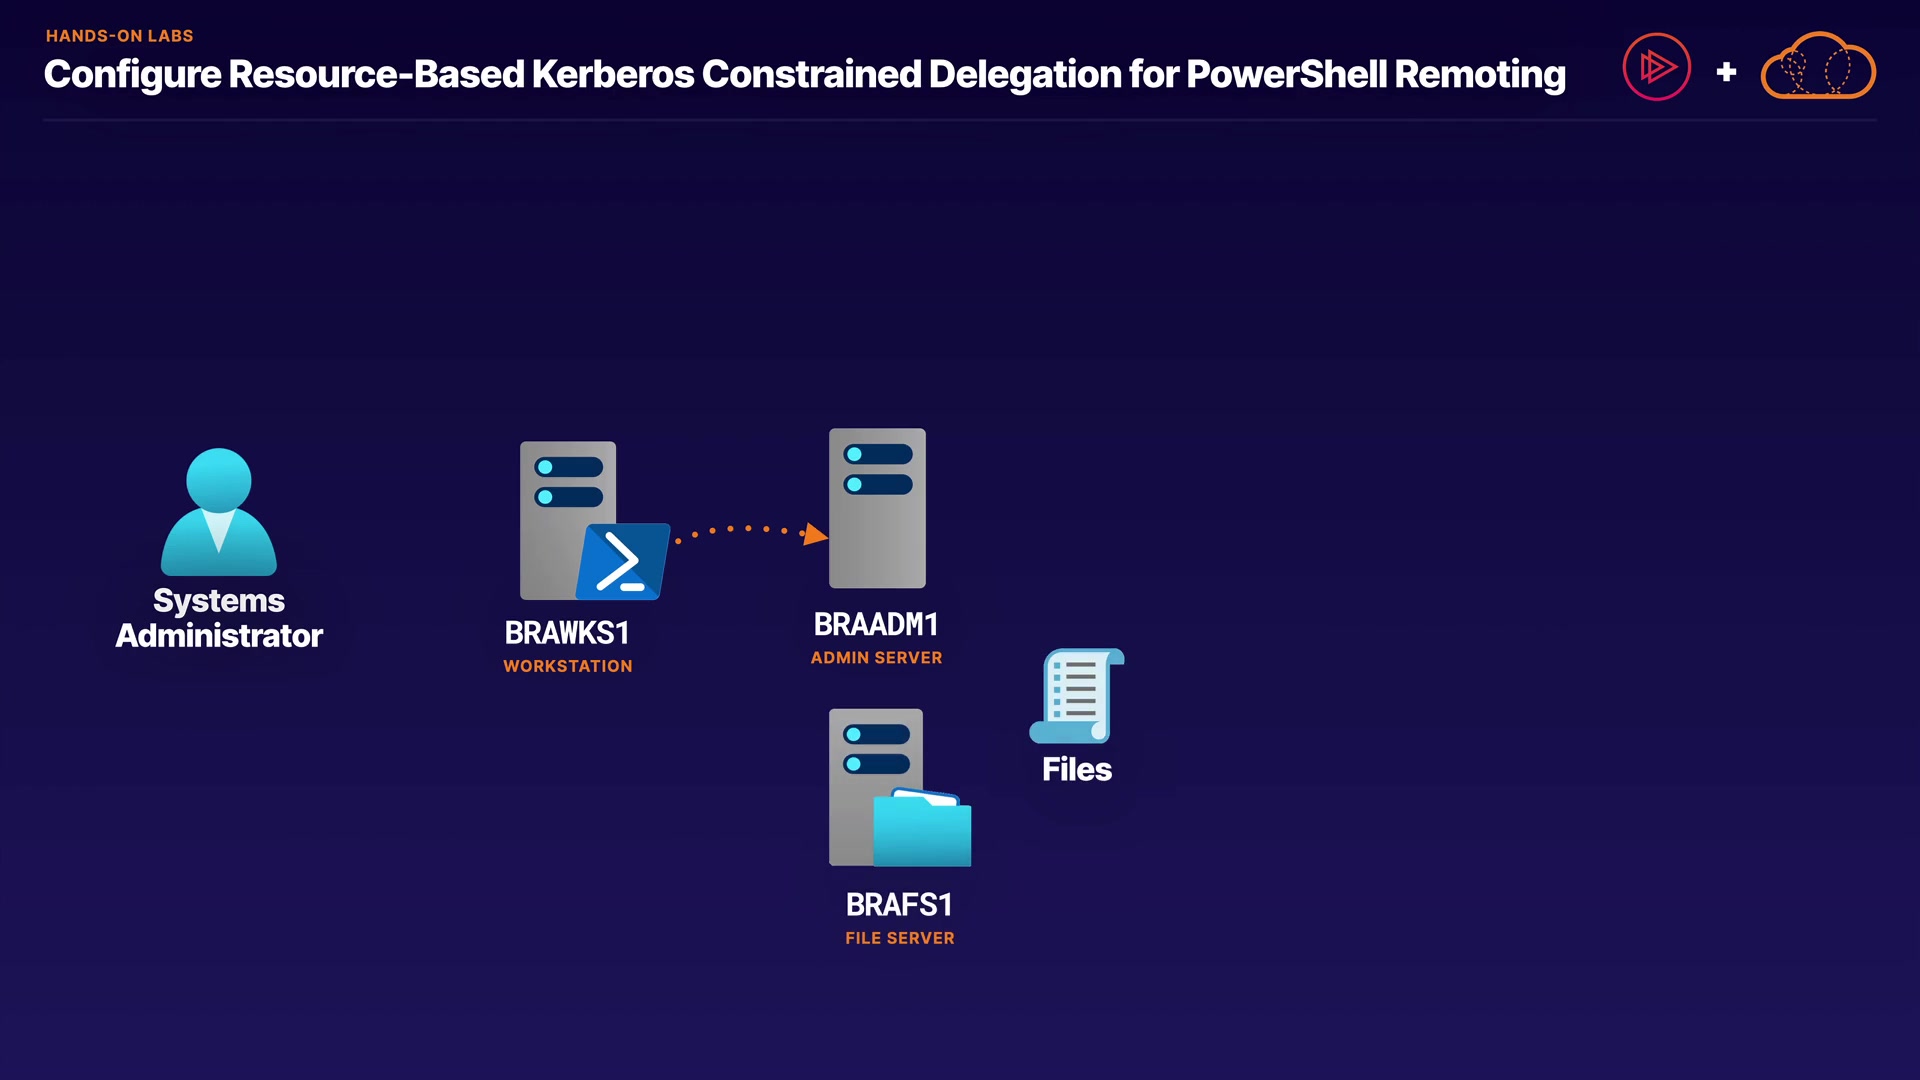 HANDS-ON LABS
Configure Resource-Based Kerberos Constrained Delegation for PowerShell Remoting
Systems
Administrator
BRAWKS1
WORKSTATION
BRAADM1
ADMIN SERVER
Files
BRAFS1
FILE SERVER